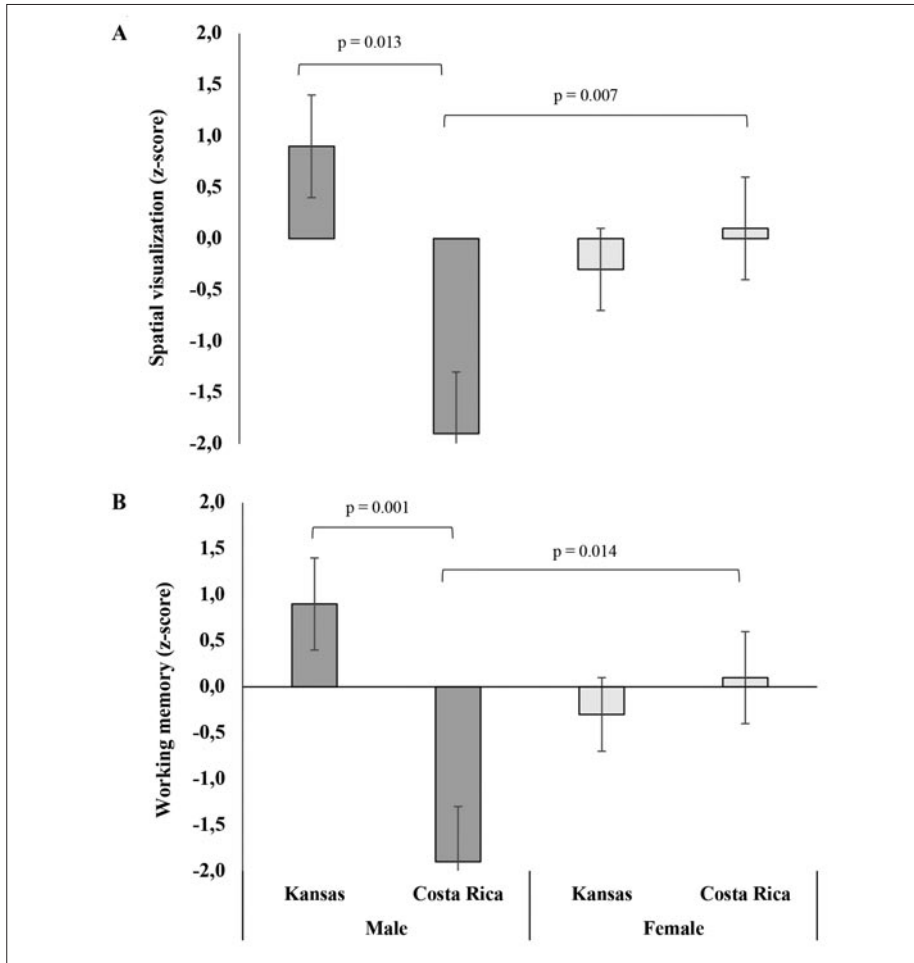 A
Spatial visualization (z-score)
2,0
1,5
1,0
0,5
0,0
-0,5
-1,0
-1,5
-2,0
p = 0.013
p = 0.007
B
Working memory (z-score)
2,0
1,5
1,0
0,5
0,0
-0,5
-1,0
-1,5
-2,0
p = 0.001
p = 0.014
Kansas Costa Rica Kansas Costa Rica
Male Female